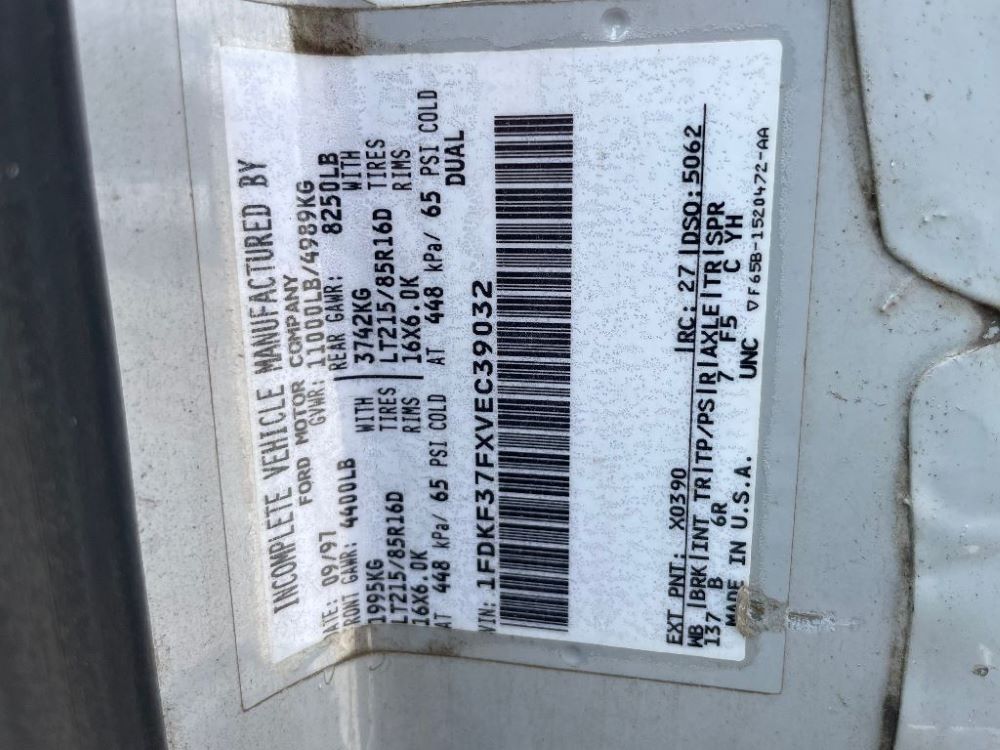 INCOMPLETE VEHICLE MANUFACTURED BY
FORD MOTOR COMPANY
DATE: 09/97 GVWR: 11000LB/4989KG
FRONT GAWR: 4400LB REAR GAWR: 8250LB
1995KG WITH 3742KG WITH
LT215/85R16D TIRES LT215/85R16D TIRES
16X6.0K RIMS 16X6.0K RIMS
AT 448 kPa/ 65 PSI COLD AT 448 kPa/ 65 PSI COLD
DUAL
VIN: 1FDKF37FXVEC39032
EXT PNT: X0390 RC: 27 DSO: 5062
WB BRK INT TR TP/PS R AXLE TR SPR
137 B 6R 7 F5 C YH
MADE IN U.S.A. UNC
▽F65B-1520472-AA